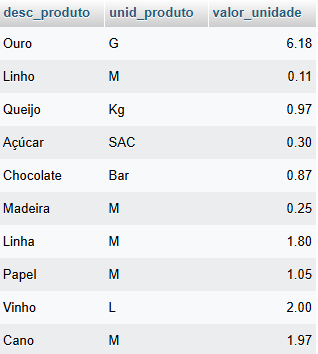 desc_produto unid_produto valor_unidade
Ouro G 6.18
Linho M 0.11
Queijo Kg 0.97
Açúcar SAC 0.30
Chocolate Bar 0.87
Madeira M 0.25
Linha M 1.80
Papel M 1.05
Vinho L 2.00
Cano M 1.97